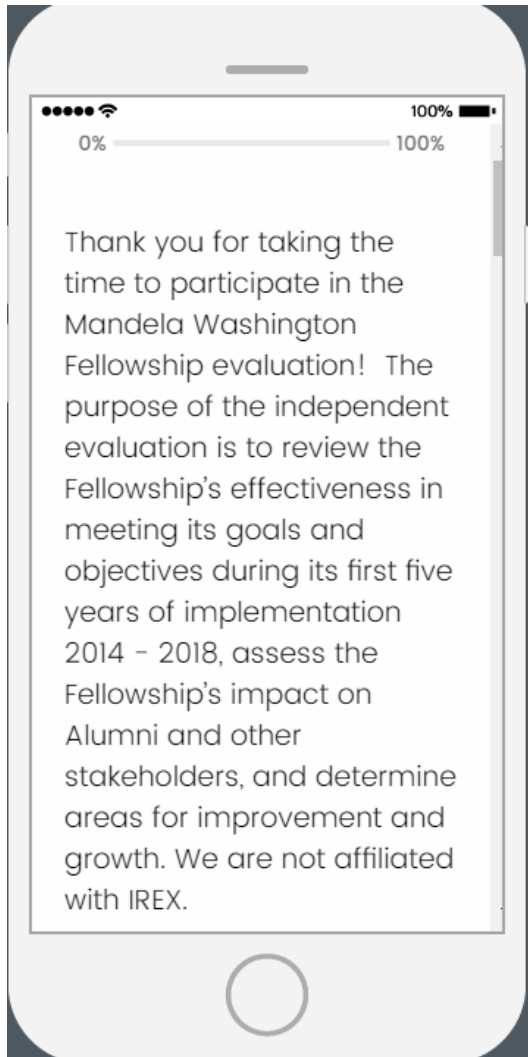 100%
0% 100%
Thank you for taking the
time to participate in the
Mandela Washington
Fellowship evaluation!  The
purpose of the independent
evaluation is to review the
Fellowship’s effectiveness in
meeting its goals and
objectives during its first five
years of implementation
2014 - 2018, assess the
Fellowship’s impact on
Alumni and other
stakeholders, and determine
areas for improvement and
growth. We are not affiliated
with IREX.